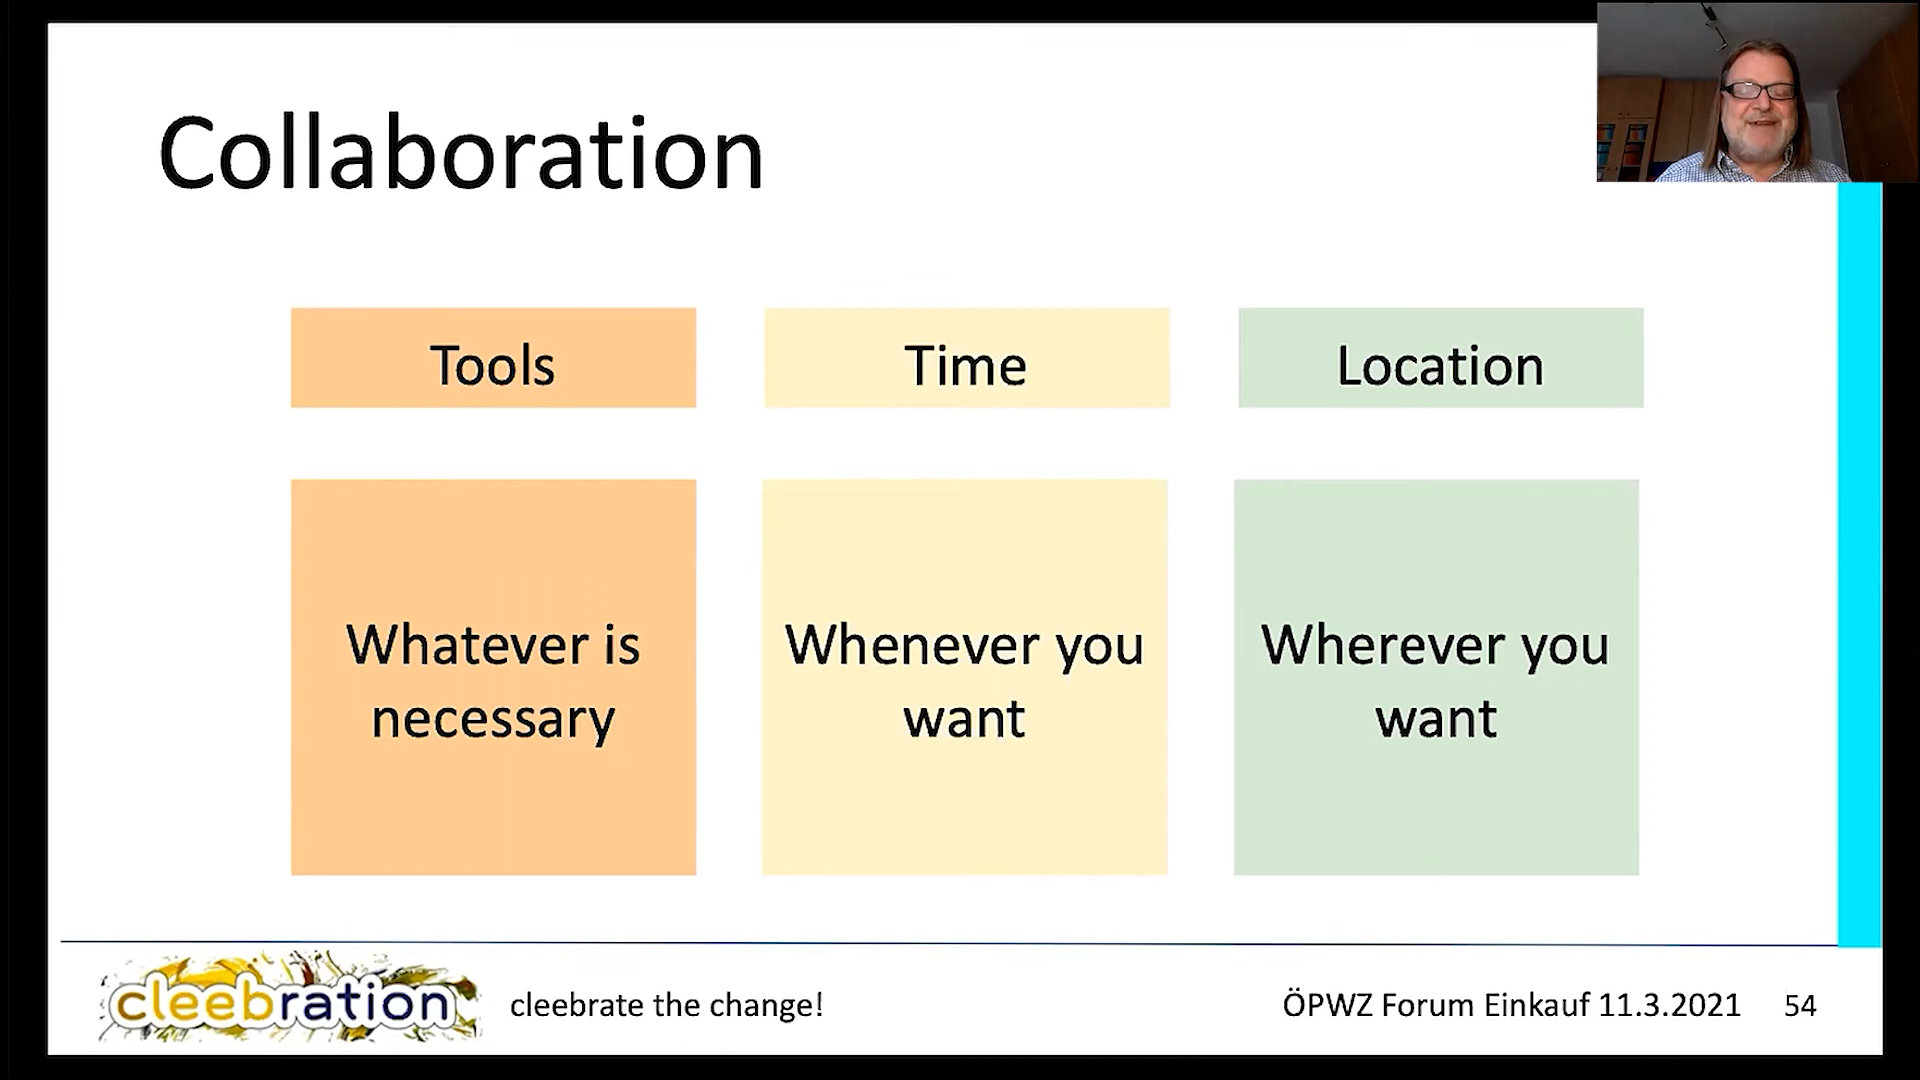 Collaboration
Tools
Time
Location
Whatever is
necessary
Whenever you
want
Wherever you
want
cleebration
cleebrate the change!
ÖPWZ Forum Einkauf 11.3.2021
54